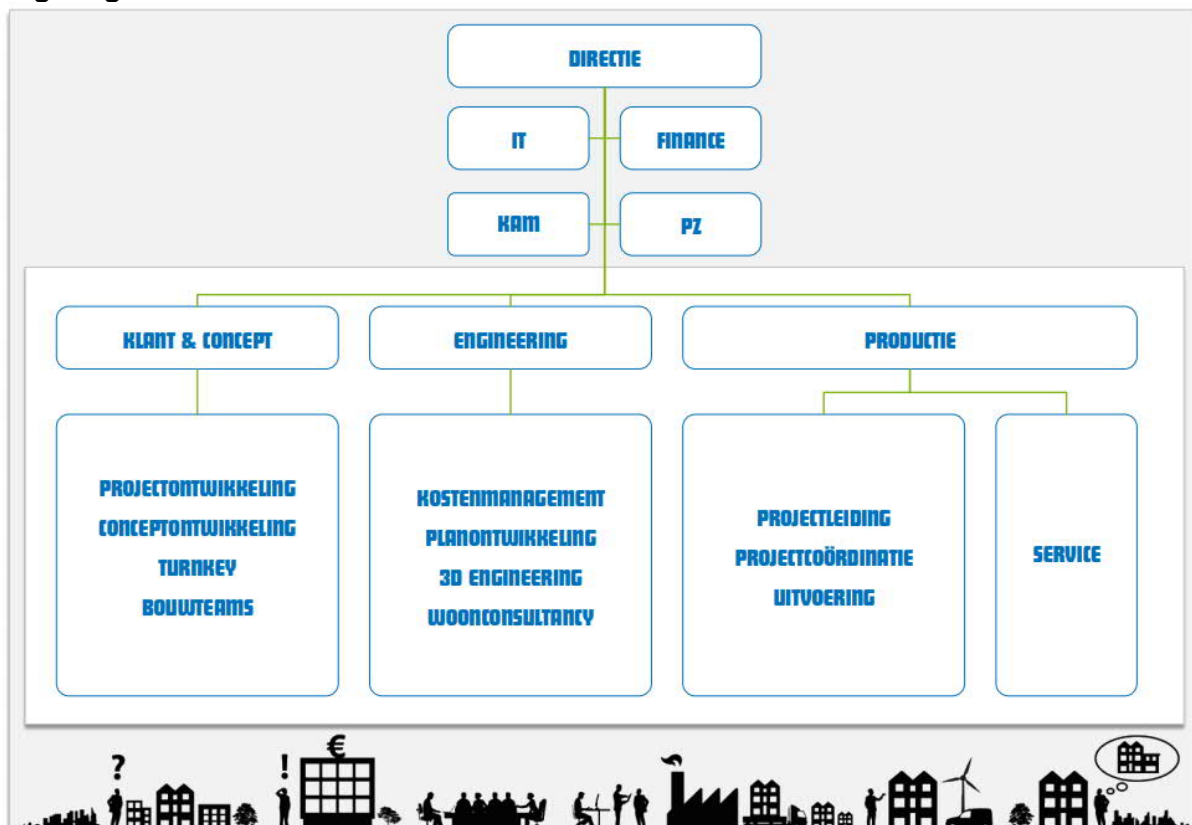 DIRECTIE
IT
FINANCE
KAM
PZ
KLANT & CONCEPT
ENGINEERING
PRODUCTIE
PROJECTONTWIKKELING
CONCEPTONTWIKKELING
TURNKEY
BOUWTEAMS
KOSTENMANAGEMENT
PLANONTWIKKELING
3D ENGINEERING
WOONCONSULTANCY
PROJECTLEIDING
PROJECTCOÖRDINATIE
UITVOERING
SERVICE
?
!
€